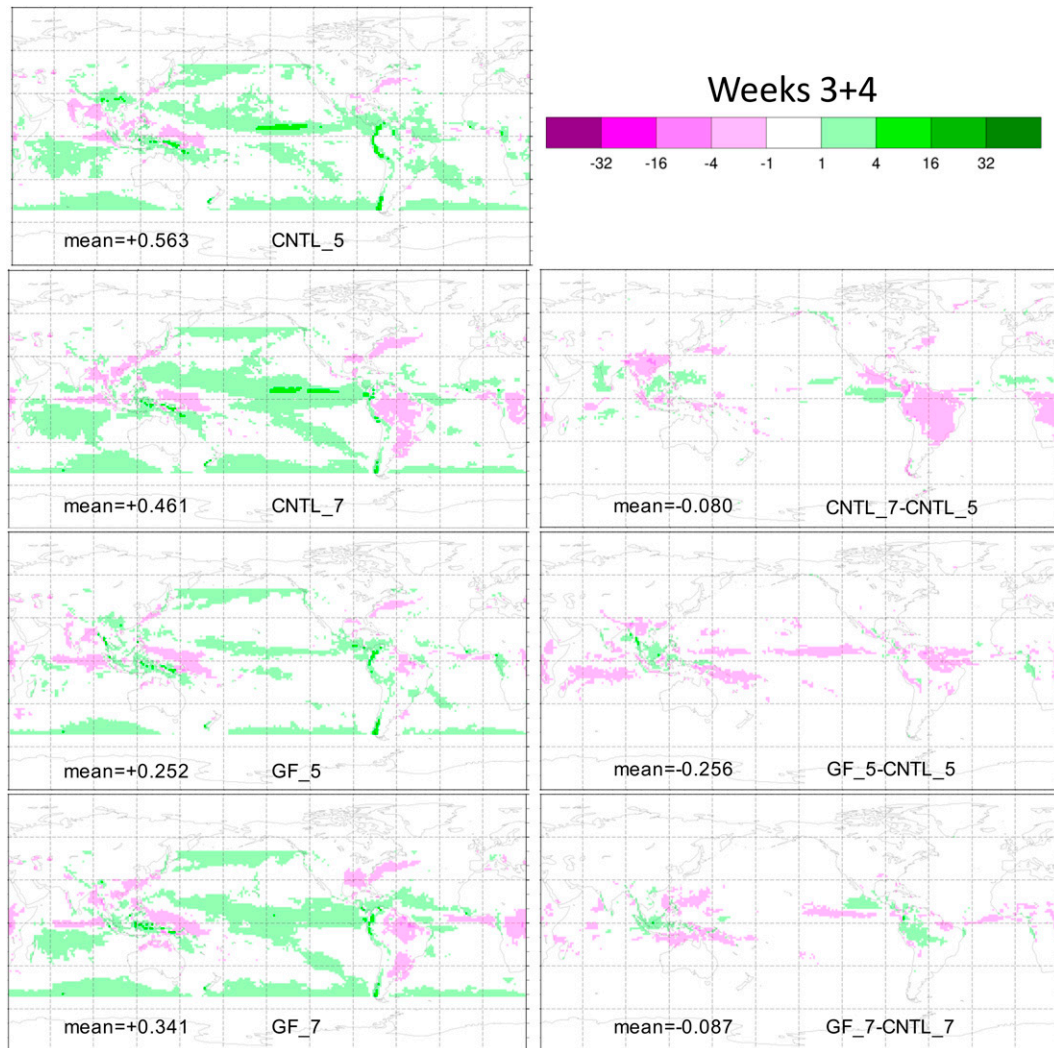 Weeks 3+4
-32 -16 -4 -1 1 4 16 32
mean=+0.563 CNTL_5
mean=+0.461 CNTL_7
mean=-0.080 CNTL_7-CNTL_5
mean=+0.252 GF_5
mean=-0.256 GF_5-CNTL_5
mean=+0.341 GF_7
mean=-0.087 GF_7-CNTL_7